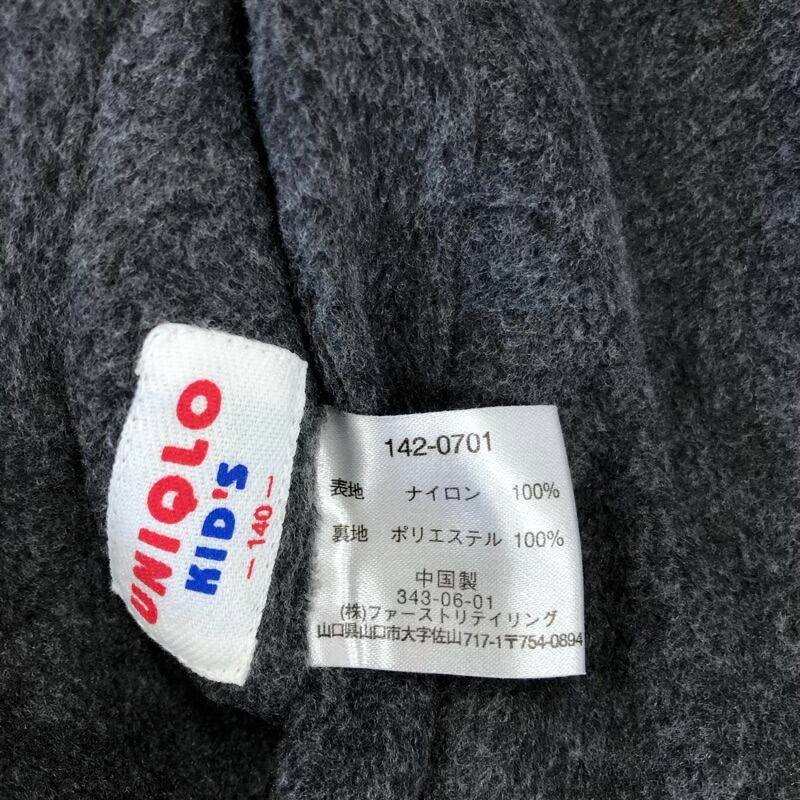 UNIQLO
KID'S
- 140 -
142-0701
表地 ナイロン 100%
裏地 ポリエステル 100%
中国製
343-06-01
(株)ファーストリテイリング
山口県山口市大字佐山717-1〒754-0894